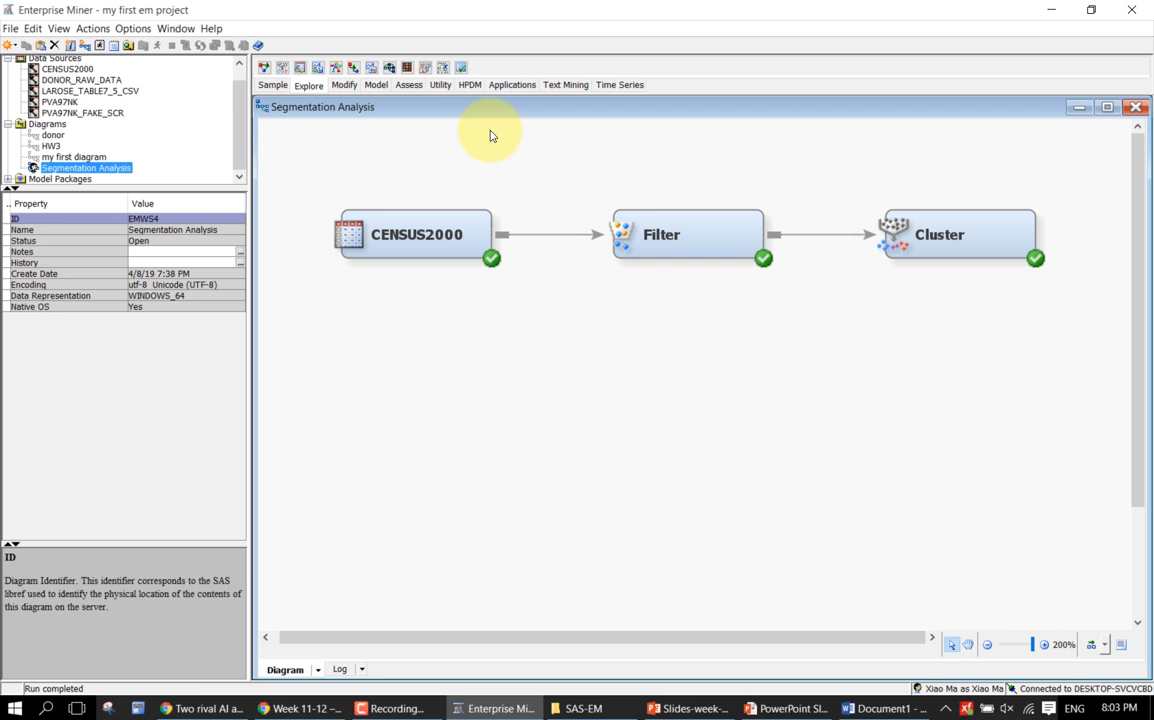 Enterprise Miner - my first em project
File Edit View Actions Options Window Help
Data Sources
CENSUS2000
DONOR_RAW_DATA
LAROSE_TABLE7_5_CSV
PVA97NK
PVA97NK_FAKE_SCR
Diagrams
donor
HW3
my first diagram
Segmentation Analysis
Model Packages
Sample Explore Modify Model Assess Utility HPDM Applications Text Mining Time Series
Segmentation Analysis
.. Property Value
ID EMWS4
Name Segmentation Analysis
Status Open
Notes ...
History ...
Create Date 4/8/19 7:38 PM
Encoding utf-8 Unicode (UTF-8)
Data Representation WINDOWS_64
Native OS Yes
CENSUS2000
Filter
Cluster
ID
Diagram Identifier. This identifier corresponds to the SAS
libref used to identify the physical location of the contents of
this diagram on the server.
200%
Diagram Log
Run completed
Xiao Ma as Xiao Ma Connected to DESKTOP-SVCVCBD
Two rival AI a... Week 11-12 –... Recording... Enterprise Mi... SAS-EM Slides-week-... PowerPoint Sl... Document1 - ... ENG 8:03 PM